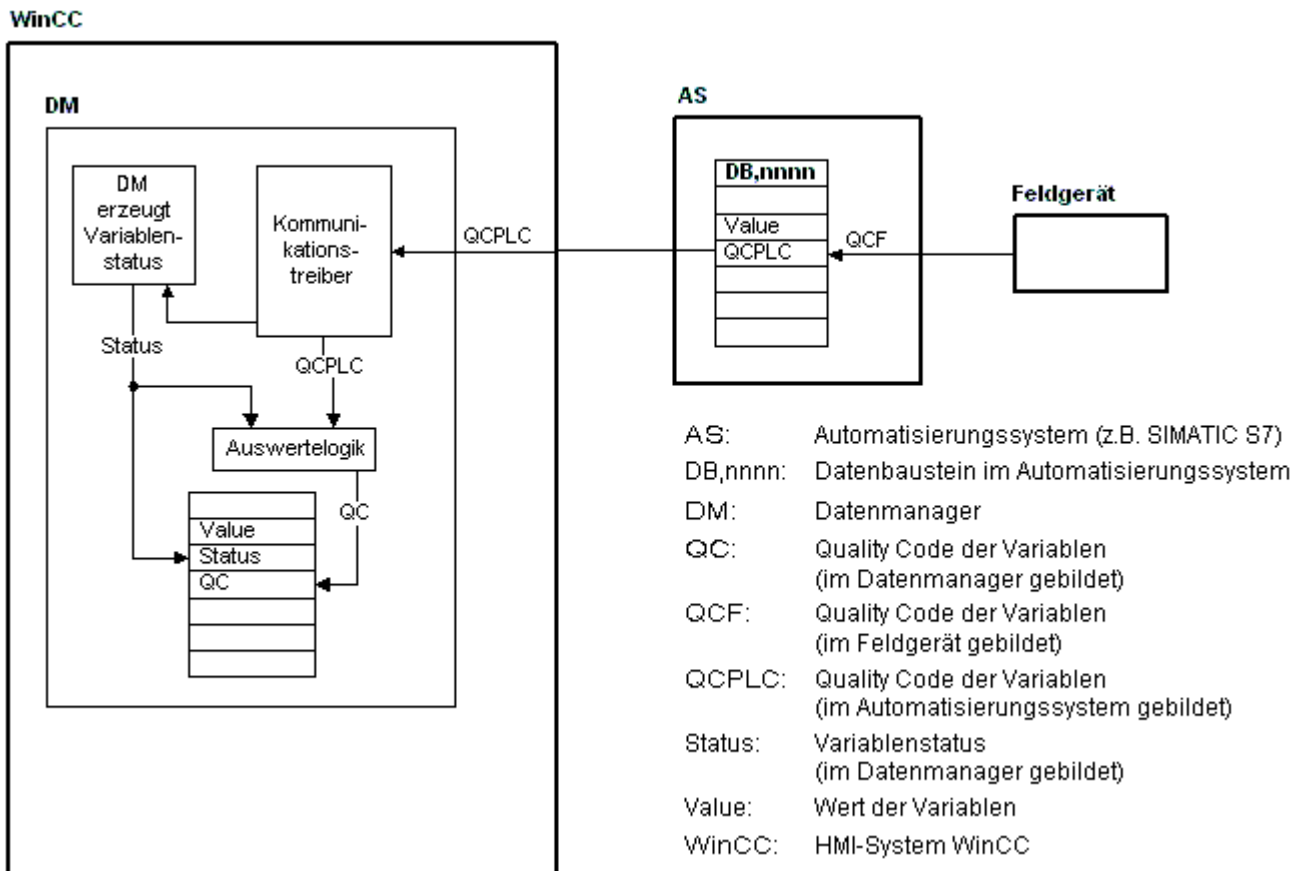 WinCC
DM
DM
erzeugt
Variablen-
status
Kommuni-
kations-
treiber
Status
QCPLC
Auswertelogik
QC
Value
Status
QC
QCPLC
AS
DB,nnnn
Value
QCPLC
QCF
Feldgerät
AS: Automatisierungssystem (z.B. SIMATIC S7)
DB,nnnn: Datenbaustein im Automatisierungssystem
DM: Datenmanager
QC: Quality Code der Variablen
(im Datenmanager gebildet)
QCF: Quality Code der Variablen
(im Feldgerät gebildet)
QCPLC: Quality Code der Variablen
(im Automatisierungssystem gebildet)
Status: Variablenstatus
(im Datenmanager gebildet)
Value: Wert der Variablen
WinCC: HMI-System WinCC